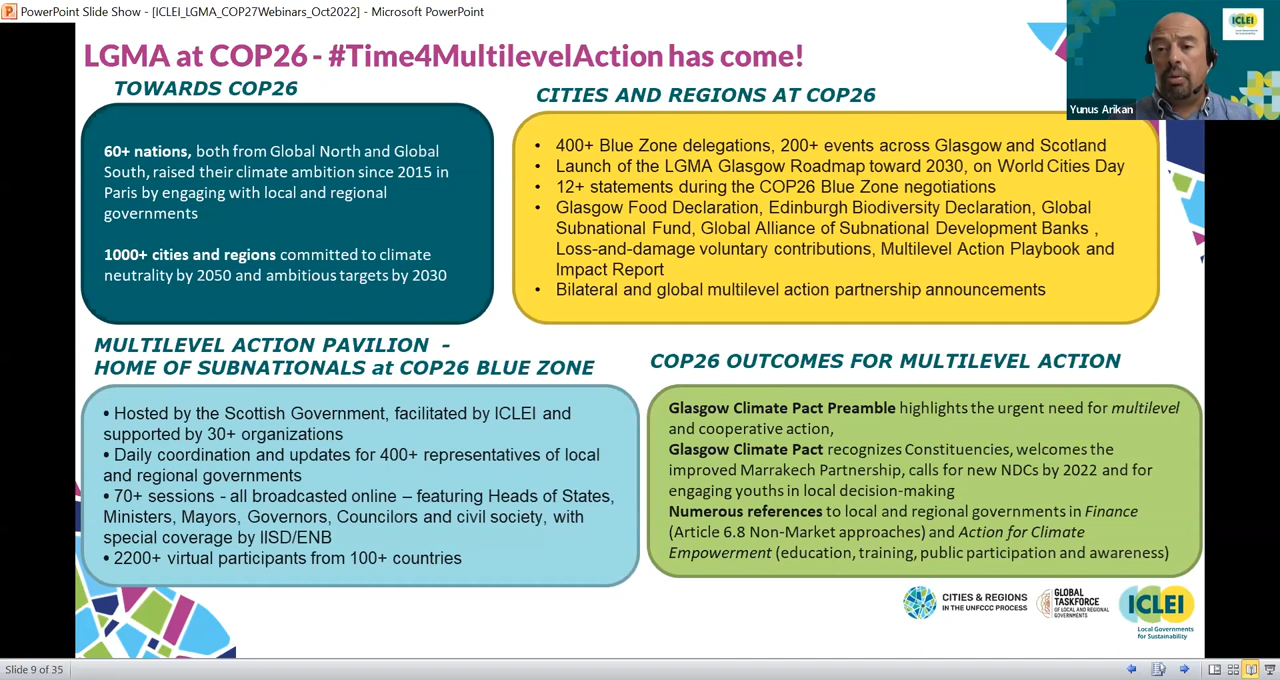 PowerPoint Slide Show - [ICLEI_LGMA_COP27Webinars_Oct2022] - Microsoft PowerPoint
ICLEI
Yunus Arikan
LGMA at COP26 - #Time4MultilevelAction has come!
TOWARDS COP26
60+ nations, both from Global North and Global
South, raised their climate ambition since 2015 in
Paris by engaging with local and regional
governments
1000+ cities and regions committed to climate
neutrality by 2050 and ambitious targets by 2030
CITIES AND REGIONS AT COP26
• 400+ Blue Zone delegations, 200+ events across Glasgow and Scotland
• Launch of the LGMA Glasgow Roadmap toward 2030, on World Cities Day
• 12+ statements during the COP26 Blue Zone negotiations
• Glasgow Food Declaration, Edinburgh Biodiversity Declaration, Global
Subnational Fund, Global Alliance of Subnational Development Banks ,
Loss-and-damage voluntary contributions, Multilevel Action Playbook and
Impact Report
• Bilateral and global multilevel action partnership announcements
MULTILEVEL ACTION PAVILION -
HOME OF SUBNATIONALS at COP26 BLUE ZONE
• Hosted by the Scottish Government, facilitated by ICLEI and
supported by 30+ organizations
• Daily coordination and updates for 400+ representatives of local
and regional governments
• 70+ sessions - all broadcasted online – featuring Heads of States,
Ministers, Mayors, Governors, Councilors and civil society, with
special coverage by IISD/ENB
• 2200+ virtual participants from 100+ countries
COP26 OUTCOMES FOR MULTILEVEL ACTION
Glasgow Climate Pact Preamble highlights the urgent need for multilevel
and cooperative action,
Glasgow Climate Pact recognizes Constituencies, welcomes the
improved Marrakech Partnership, calls for new NDCs by 2022 and for
engaging youths in local decision-making
Numerous references to local and regional governments in Finance
(Article 6.8 Non-Market approaches) and Action for Climate
Empowerment (education, training, public participation and awareness)
CITIES & REGIONS
IN THE UNFCCC PROCESS
GLOBAL
TASKFORCE
OF LOCAL AND REGIONAL
GOVERNMENTS
ICLEI
Local Governments
for Sustainability
Slide 9 of 35